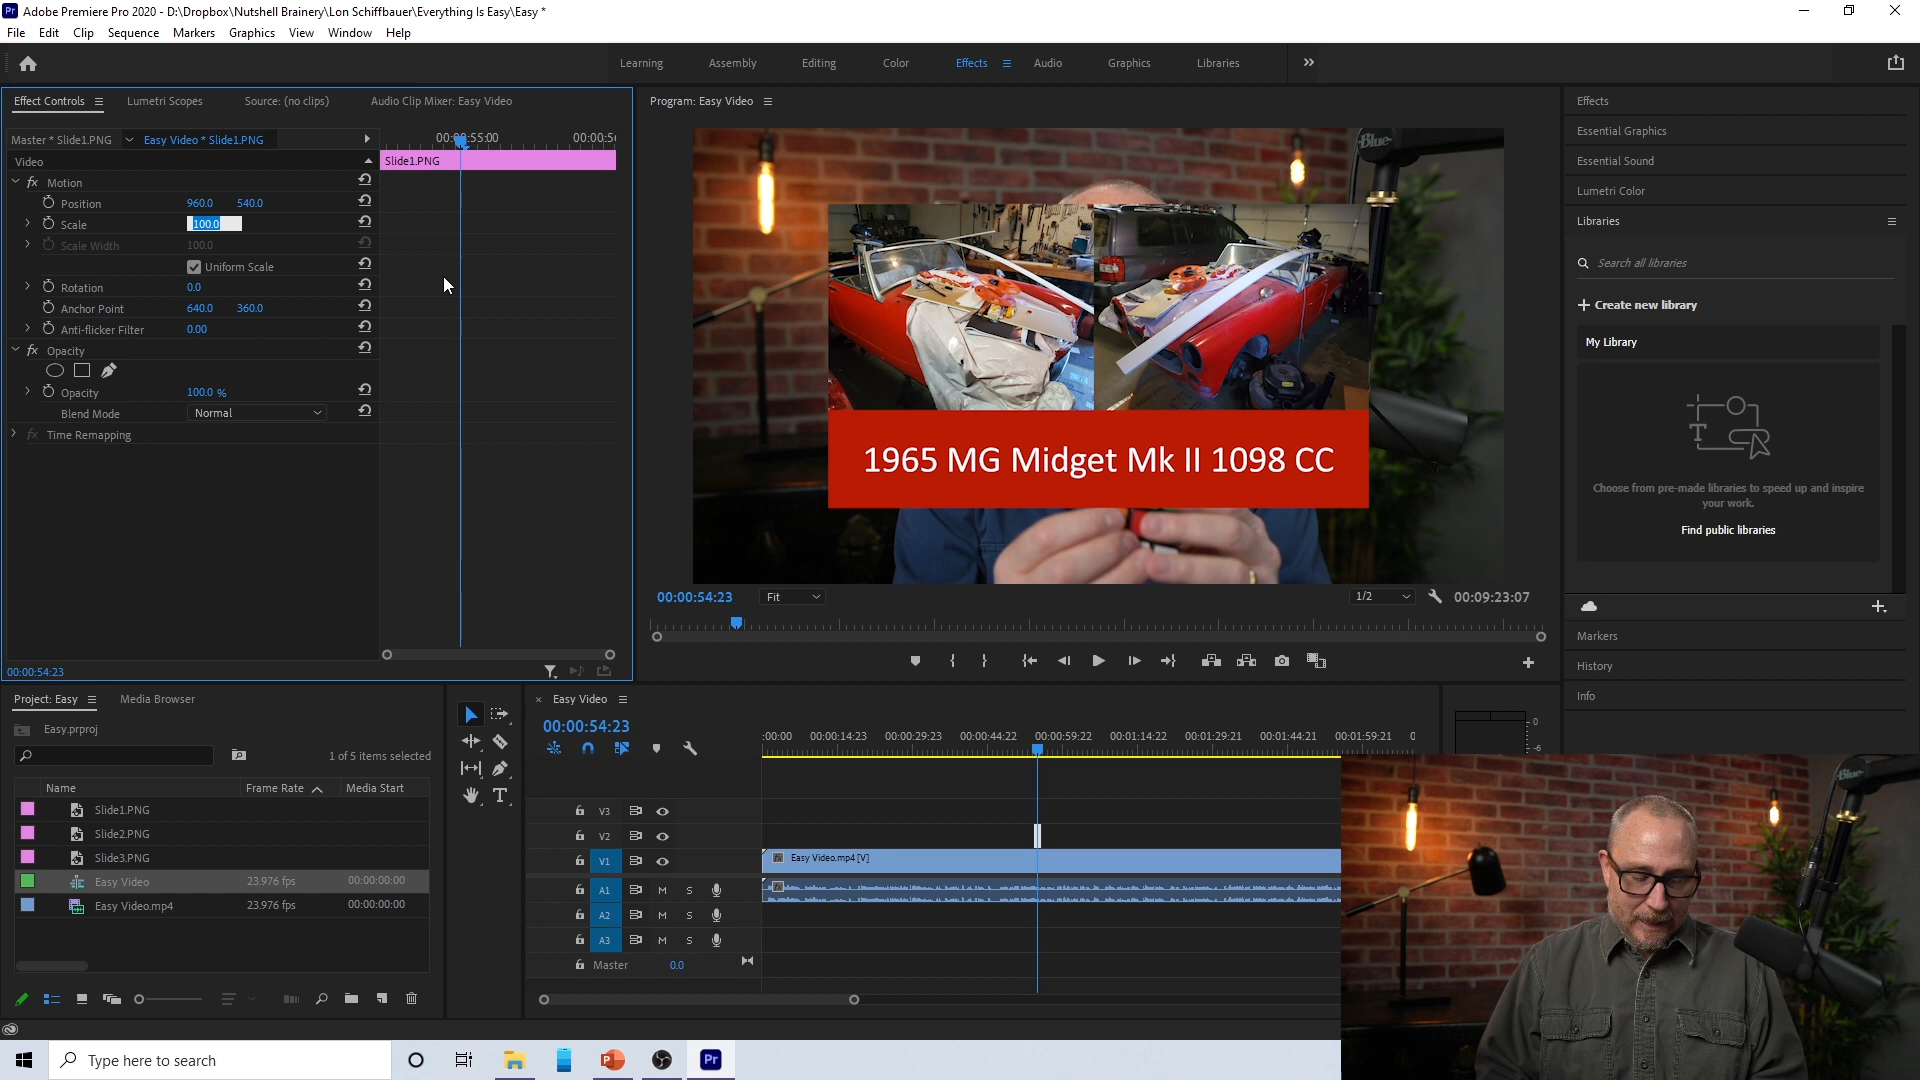 Pr Adobe Premiere Pro 2020 - D:\Dropbox\Nutshell Brainery\Lon Schiffbauer\Everything Is Easy\Easy *
File Edit Clip Sequence Markers Graphics View Window Help
Learning Assembly Editing Color Effects Audio Graphics Libraries
Effect Controls Lumetri Scopes Source: (no clips) Audio Clip Mixer: Easy Video
Master * Slide1.PNG Easy Video * Slide1.PNG
00:00:55:00
Video
Slide1.PNG
fx Motion
Position 960.0 540.0
Scale 100.0
Scale Width 100.0
Uniform Scale
Rotation 0.0
Anchor Point 640.0 360.0
Anti-flicker Filter 0.00
fx Opacity
Opacity 100.0 %
Blend Mode Normal
fx Time Remapping
00:00:54:23
Program: Easy Video
Blue
1965 MG Midget Mk II 1098 CC
00:00:54:23 Fit 1/2 00:09:23:07
Effects
Essential Graphics
Essential Sound
Lumetri Color
Libraries
Search all libraries
Create new library
My Library
Choose from pre-made libraries to speed up and inspire
your work.
Find public libraries
Markers
History
Info
Project: Easy Media Browser
Easy.prproj
1 of 5 items selected
Name Frame Rate Media Start
Slide1.PNG
Slide2.PNG
Slide3.PNG
Easy Video 23.976 fps 00:00:00:00
Easy Video.mp4 23.976 fps 00:00:00:00
× Easy Video
00:00:54:23
:00:00 00:00:14:23 00:00:29:23 00:00:44:22 00:00:59:22 00:01:14:22 00:01:29:21 00:01:44:21 00:01:59:21
V3
V2
V1 Easy Video.mp4 [V]
A1 M S
A2 M S
A3 M S
Master 0.0
0
-6
Blue
Type here to search
Pr